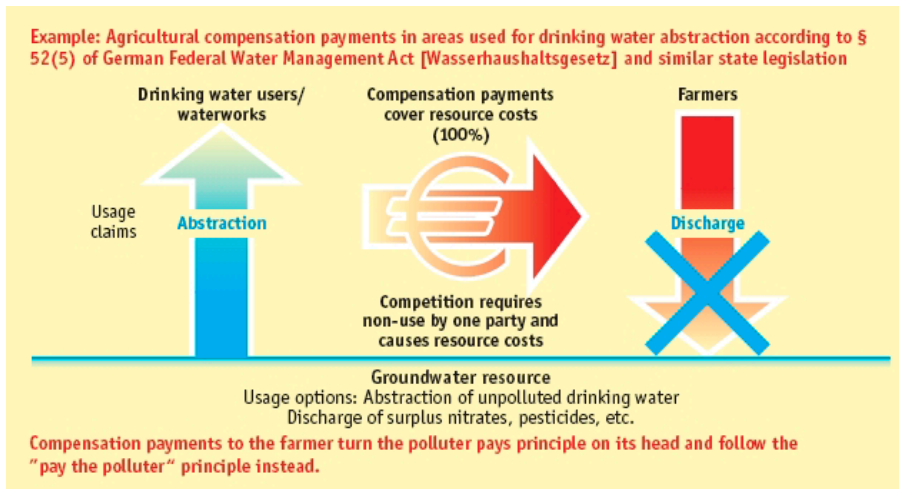 Example: Agricultural compensation payments in areas used for drinking water abstraction according to §
52(5) of German Federal Water Management Act [Wasserhaushaltsgesetz] and similar state legislation
Drinking water users/
waterworks
Compensation payments
cover resource costs
(100%)
Farmers
Usage
claims
Abstraction
Discharge
Competition requires
non-use by one party and
causes resource costs
Groundwater resource
Usage options: Abstraction of unpolluted drinking water
Discharge of surplus nitrates, pesticides, etc.
Compensation payments to the farmer turn the polluter pays principle on its head and follow the
”pay the polluter“ principle instead.